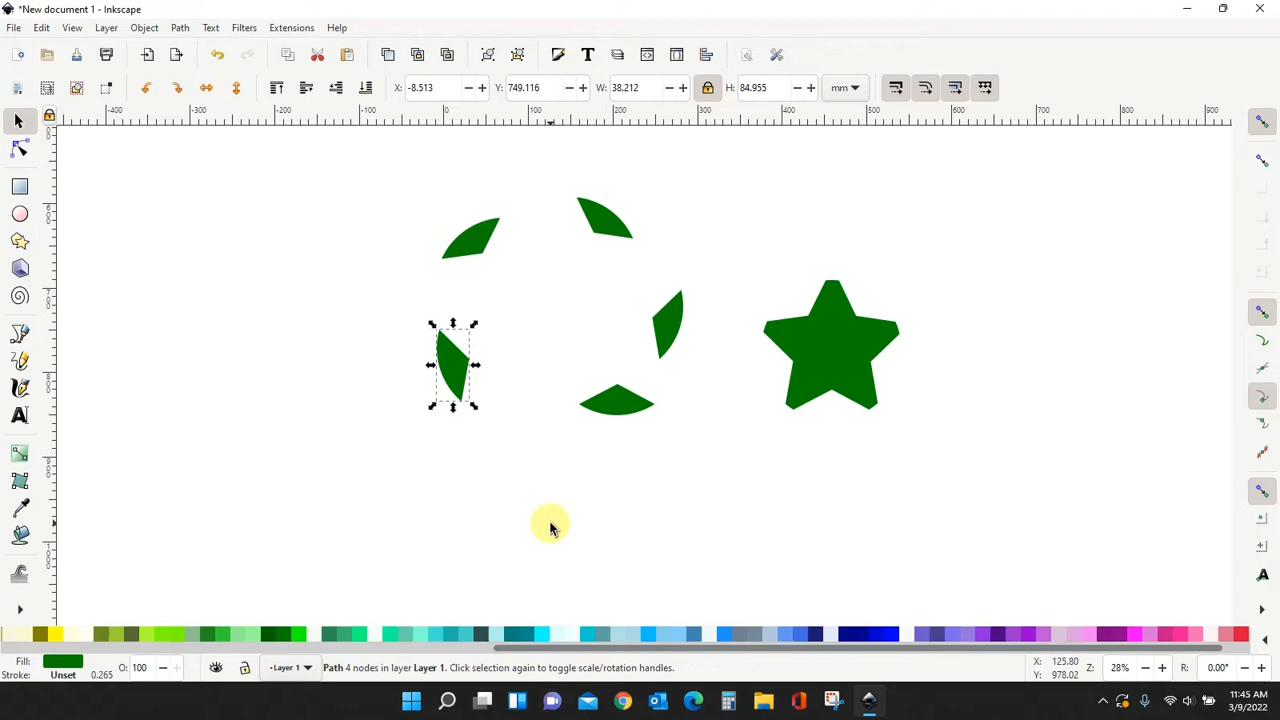 *New document 1 - Inkscape
File Edit View Layer Object Path Text Filters Extensions Help
X: -8.513 Y: 749.116 W: 38.212 H: 84.955 mm
-400 -300 -200 -100 0 100 200 300 400 500 600 700 800 900
Fill: O: 100 -Layer 1 Path 4 nodes in layer Layer 1. Click selection again to toggle scale/rotation handles. X: 125.80 Z: 28% R: 0.00°
Stroke: Unset 0.265 Y: 978.02
11:45 AM
3/9/2022